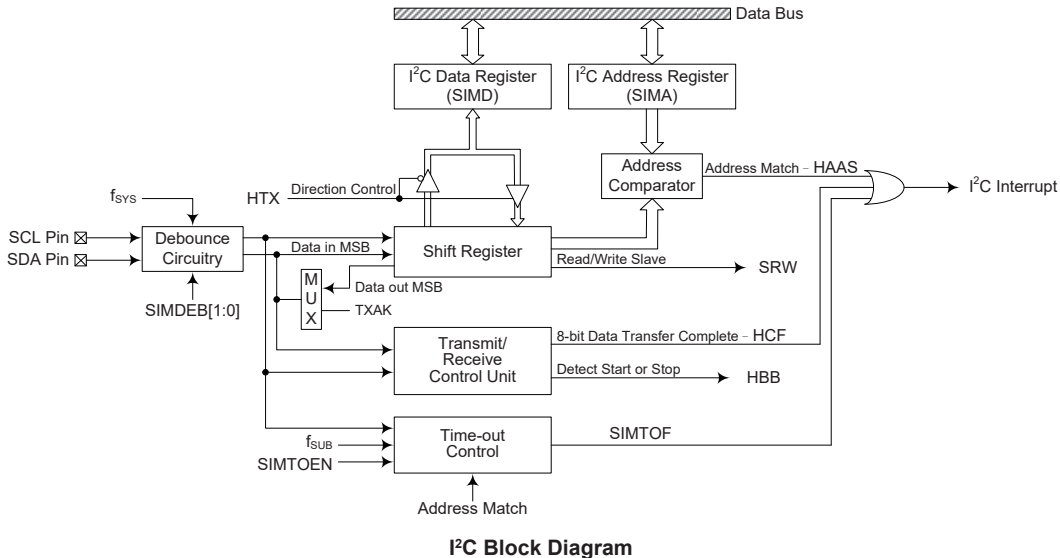 Data Bus
I²C Data Register
(SIMD)
I²C Address Register
(SIMA)
Address
Comparator
Address Match - HAAS
I²C Interrupt
HTX
Direction Control
fSYS
SCL Pin
SDA Pin
Debounce
Circuitry
SIMDEB[1:0]
Data in MSB
Shift Register
Read/Write Slave
SRW
M
U
X
Data out MSB
TXAK
Transmit/
Receive
Control Unit
8-bit Data Transfer Complete - HCF
Detect Start or Stop
HBB
fSUB
SIMTOEN
Time-out
Control
SIMTOF
Address Match
I²C Block Diagram